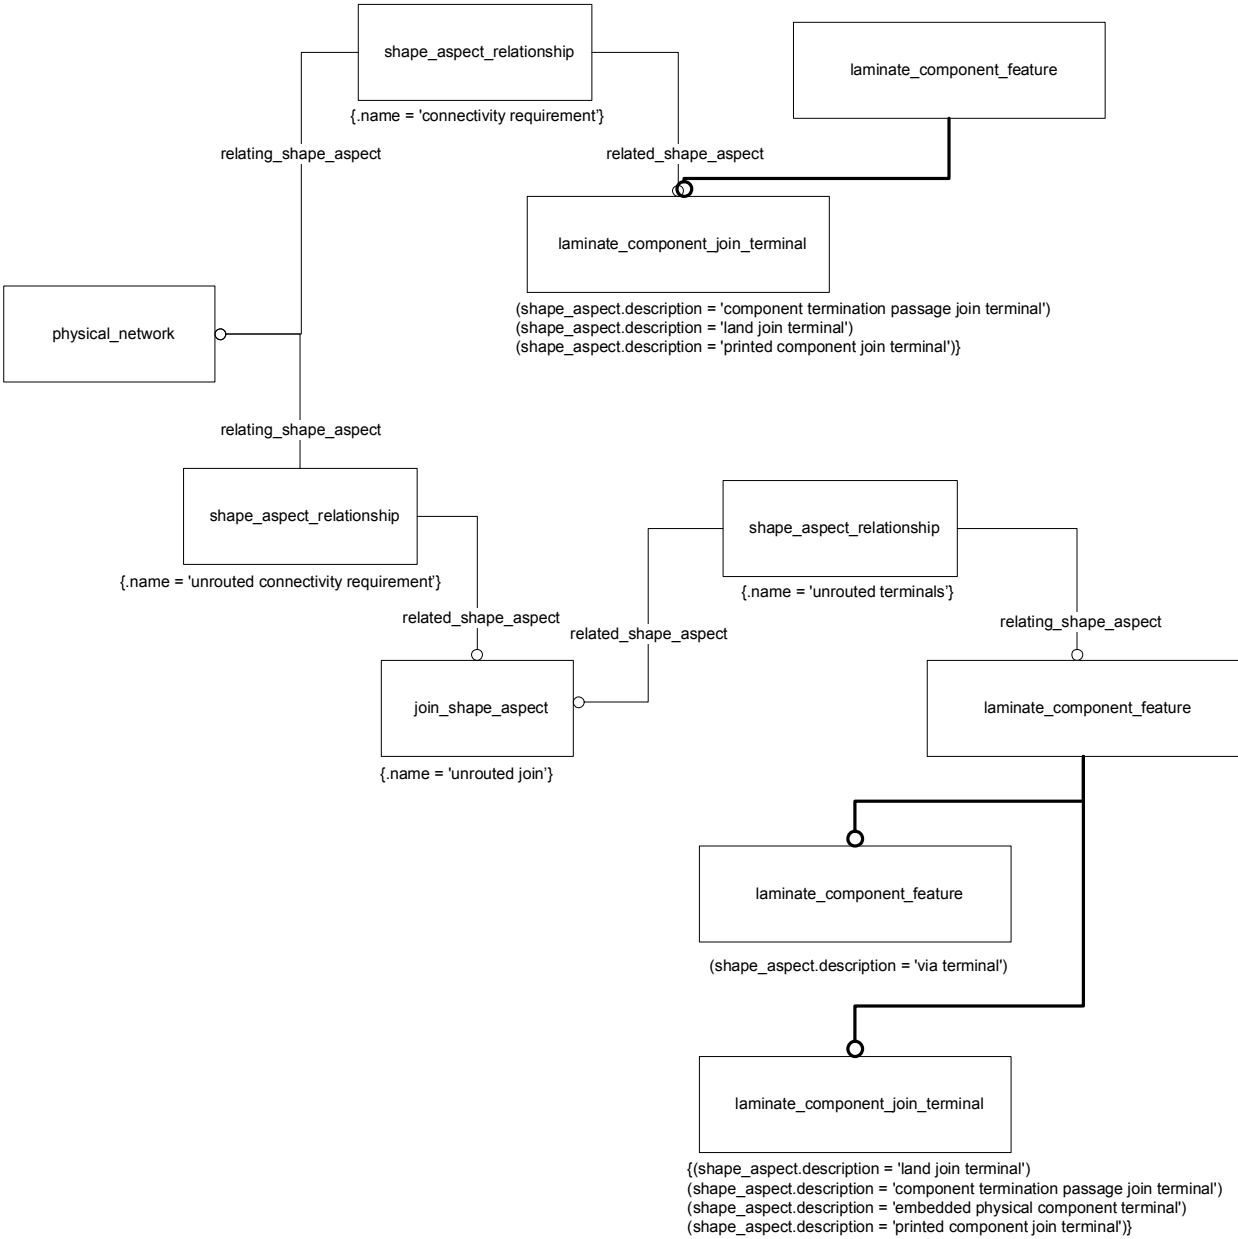 shape_aspect_relationship
laminate_component_feature
{.name = 'connectivity requirement'}
relating_shape_aspect
related_shape_aspect
laminate_component_join_terminal
(shape_aspect.description = 'component termination passage join terminal')
(shape_aspect.description = 'land join terminal')
(shape_aspect.description = 'printed component join terminal')}
physical_network
relating_shape_aspect
shape_aspect_relationship
{.name = 'unrouted connectivity requirement'}
shape_aspect_relationship
{.name = 'unrouted terminals'}
related_shape_aspect
related_shape_aspect
relating_shape_aspect
join_shape_aspect
{.name = 'unrouted join'}
laminate_component_feature
laminate_component_feature
(shape_aspect.description = 'via terminal')
laminate_component_join_terminal
{(shape_aspect.description = 'land join terminal')
(shape_aspect.description = 'component termination passage join terminal')
(shape_aspect.description = 'embedded physical component terminal')
(shape_aspect.description = 'printed component join terminal')}